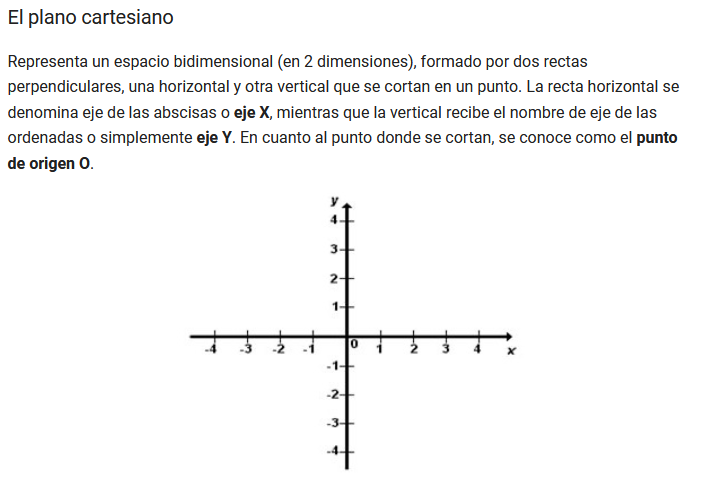 El plano cartesiano
Representa un espacio bidimensional (en 2 dimensiones), formado por dos rectas
perpendiculares, una horizontal y otra vertical que se cortan en un punto. La recta horizontal se
denomina eje de las abscisas o eje X, mientras que la vertical recibe el nombre de eje de las
ordenadas o simplemente eje Y. En cuanto al punto donde se cortan, se conoce como el punto
de origen O.
y
4
3
2
1
-4 -3 -2 -1 0 1 2 3 4 x
-1
-2
-3
-4